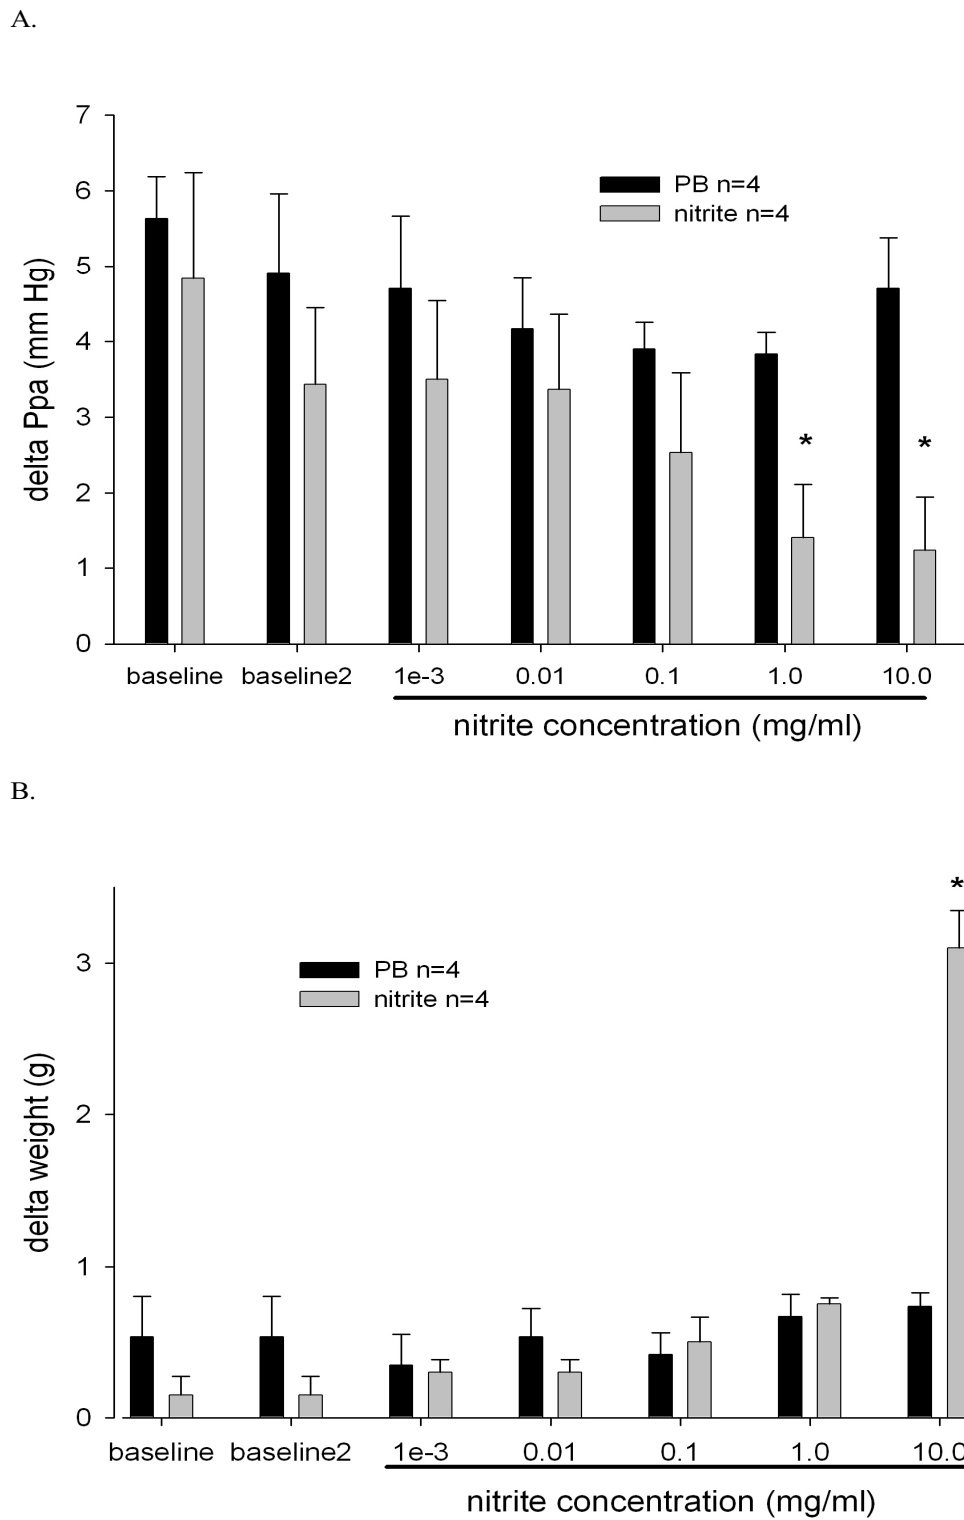 A.
7
6
5
4
3
2
1
0
delta Ppa (mm Hg)
PB n=4
nitrite n=4
*
*
baseline baseline2 1e-3 0.01 0.1 1.0 10.0
nitrite concentration (mg/ml)
B.
*
3
2
1
0
delta weight (g)
PB n=4
nitrite n=4
baseline baseline2 1e-3 0.01 0.1 1.0 10.0
nitrite concentration (mg/ml)